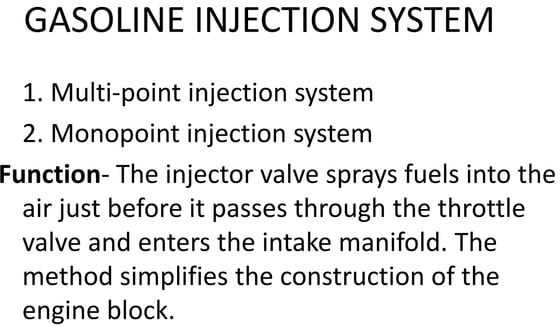 GASOLINE INJECTION SYSTEM
1. Multi-point injection system
2. Monopoint injection system
Function- The injector valve sprays fuels into the
air just before it passes through the throttle
valve and enters the intake manifold. The
method simplifies the construction of the
engine block.